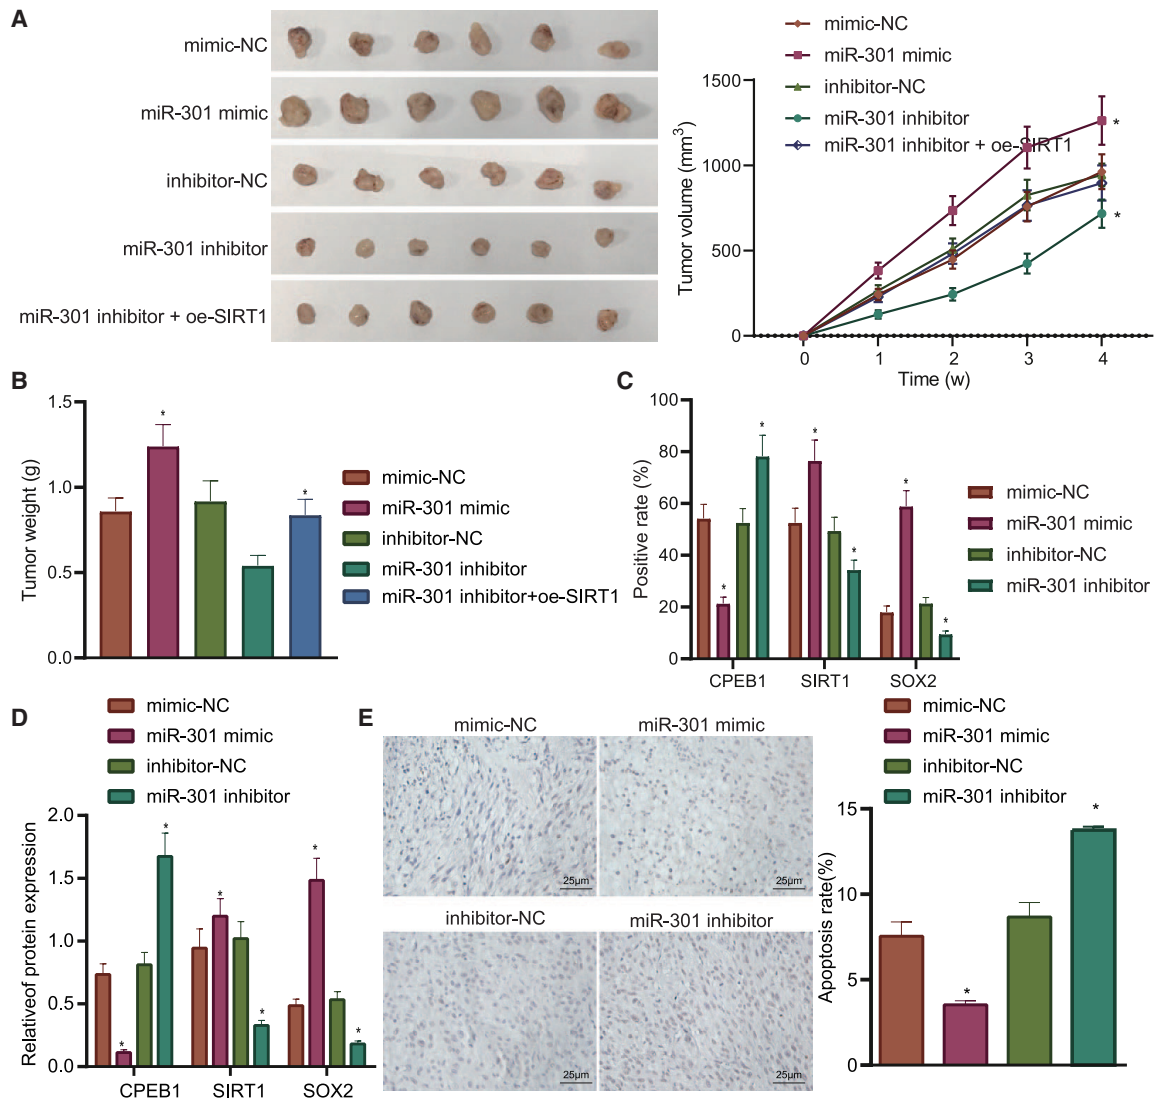 A
mimic-NC
miR-301 mimic
inhibitor-NC
miR-301 inhibitor
miR-301 inhibitor + oe-SIRT1
mimic-NC
miR-301 mimic
inhibitor-NC
miR-301 inhibitor
miR-301 inhibitor + oe-SIRT1
Tumor volume (mm³)
1500
1000
500
0
*
*
0 1 2 3 4
Time (w)
B
Tumor weight (g)
1.5
1.0
0.5
0.0
*
*
mimic-NC
miR-301 mimic
inhibitor-NC
miR-301 inhibitor
miR-301 inhibitor+oe-SIRT1
C
Positive rate (%)
100
80
60
40
20
0
* * * * * *
CPEB1 SIRT1 SOX2
mimic-NC
miR-301 mimic
inhibitor-NC
miR-301 inhibitor
D
mimic-NC
miR-301 mimic
inhibitor-NC
miR-301 inhibitor
Relativeof protein expression
2.0
1.5
1.0
0.5
0.0
* * * * * *
CPEB1 SIRT1 SOX2
E
mimic-NC
miR-301 mimic
25μm
25μm
inhibitor-NC
miR-301 inhibitor
25μm
25μm
mimic-NC
miR-301 mimic
inhibitor-NC
miR-301 inhibitor
Apoptosis rate(%)
15
10
5
0
*
*